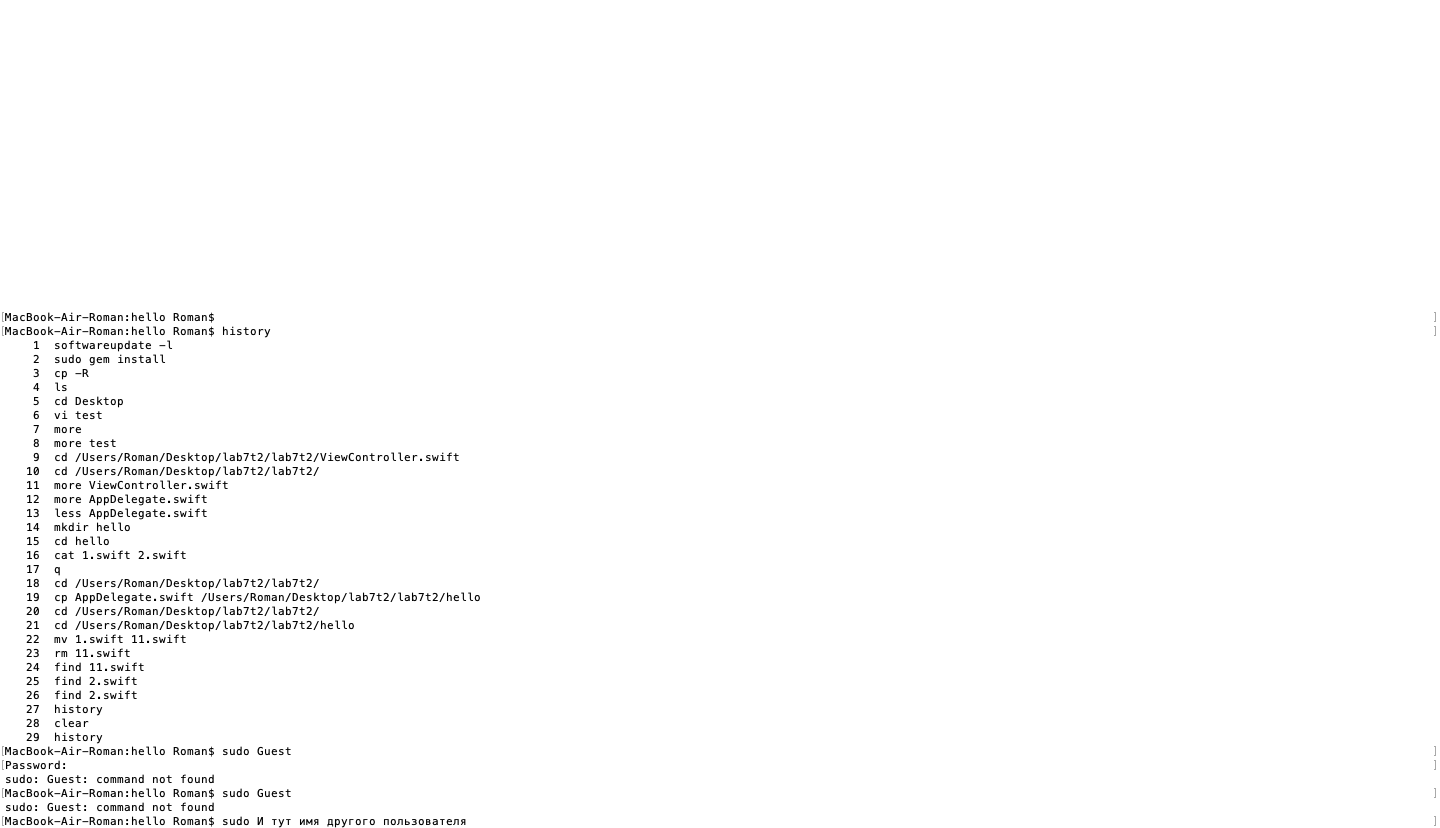 [MacBook-Air-Roman:hello Roman$ ]
[MacBook-Air-Roman:hello Roman$ history ]
1 softwareupdate -l
2 sudo gem install
3 cp -R
4 ls
5 cd Desktop
6 vi test
7 more
8 more test
9 cd /Users/Roman/Desktop/lab7t2/lab7t2/ViewController.swift
10 cd /Users/Roman/Desktop/lab7t2/lab7t2/
11 more ViewController.swift
12 more AppDelegate.swift
13 less AppDelegate.swift
14 mkdir hello
15 cd hello
16 cat 1.swift 2.swift
17 q
18 cd /Users/Roman/Desktop/lab7t2/lab7t2/
19 cp AppDelegate.swift /Users/Roman/Desktop/lab7t2/lab7t2/hello
20 cd /Users/Roman/Desktop/lab7t2/lab7t2/
21 cd /Users/Roman/Desktop/lab7t2/lab7t2/hello
22 mv 1.swift 11.swift
23 rm 11.swift
24 find 11.swift
25 find 2.swift
26 find 2.swift
27 history
28 clear
29 history
[MacBook-Air-Roman:hello Roman$ sudo Guest ]
[Password: ]
sudo: Guest: command not found
[MacBook-Air-Roman:hello Roman$ sudo Guest ]
sudo: Guest: command not found
[MacBook-Air-Roman:hello Roman$ sudo И тут имя другого пользователя ]